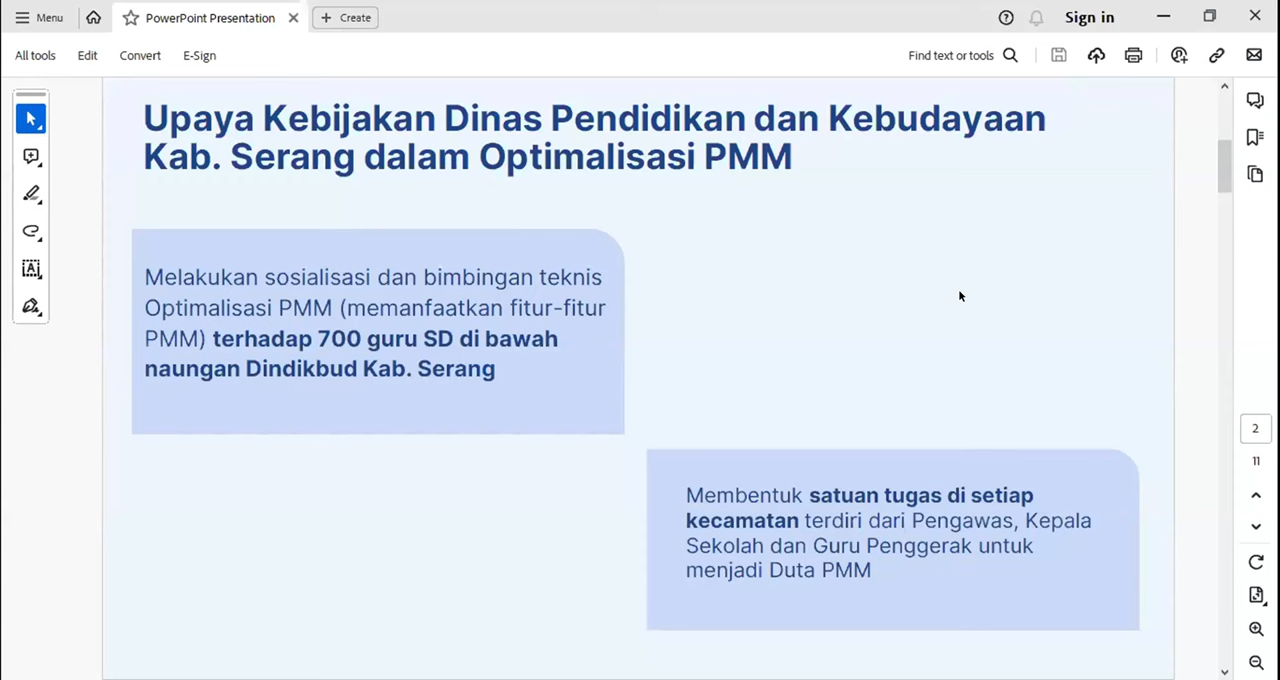 Menu
PowerPoint Presentation
Create
Sign in
All tools
Edit
Convert
E-Sign
Find text or tools
Upaya Kebijakan Dinas Pendidikan dan Kebudayaan
Kab. Serang dalam Optimalisasi PMM
Melakukan sosialisasi dan bimbingan teknis
Optimalisasi PMM (memanfaatkan fitur-fitur
PMM) terhadap 700 guru SD di bawah
naungan Dindikbud Kab. Serang
Membentuk satuan tugas di setiap
kecamatan terdiri dari Pengawas, Kepala
Sekolah dan Guru Penggerak untuk
menjadi Duta PMM
2
11